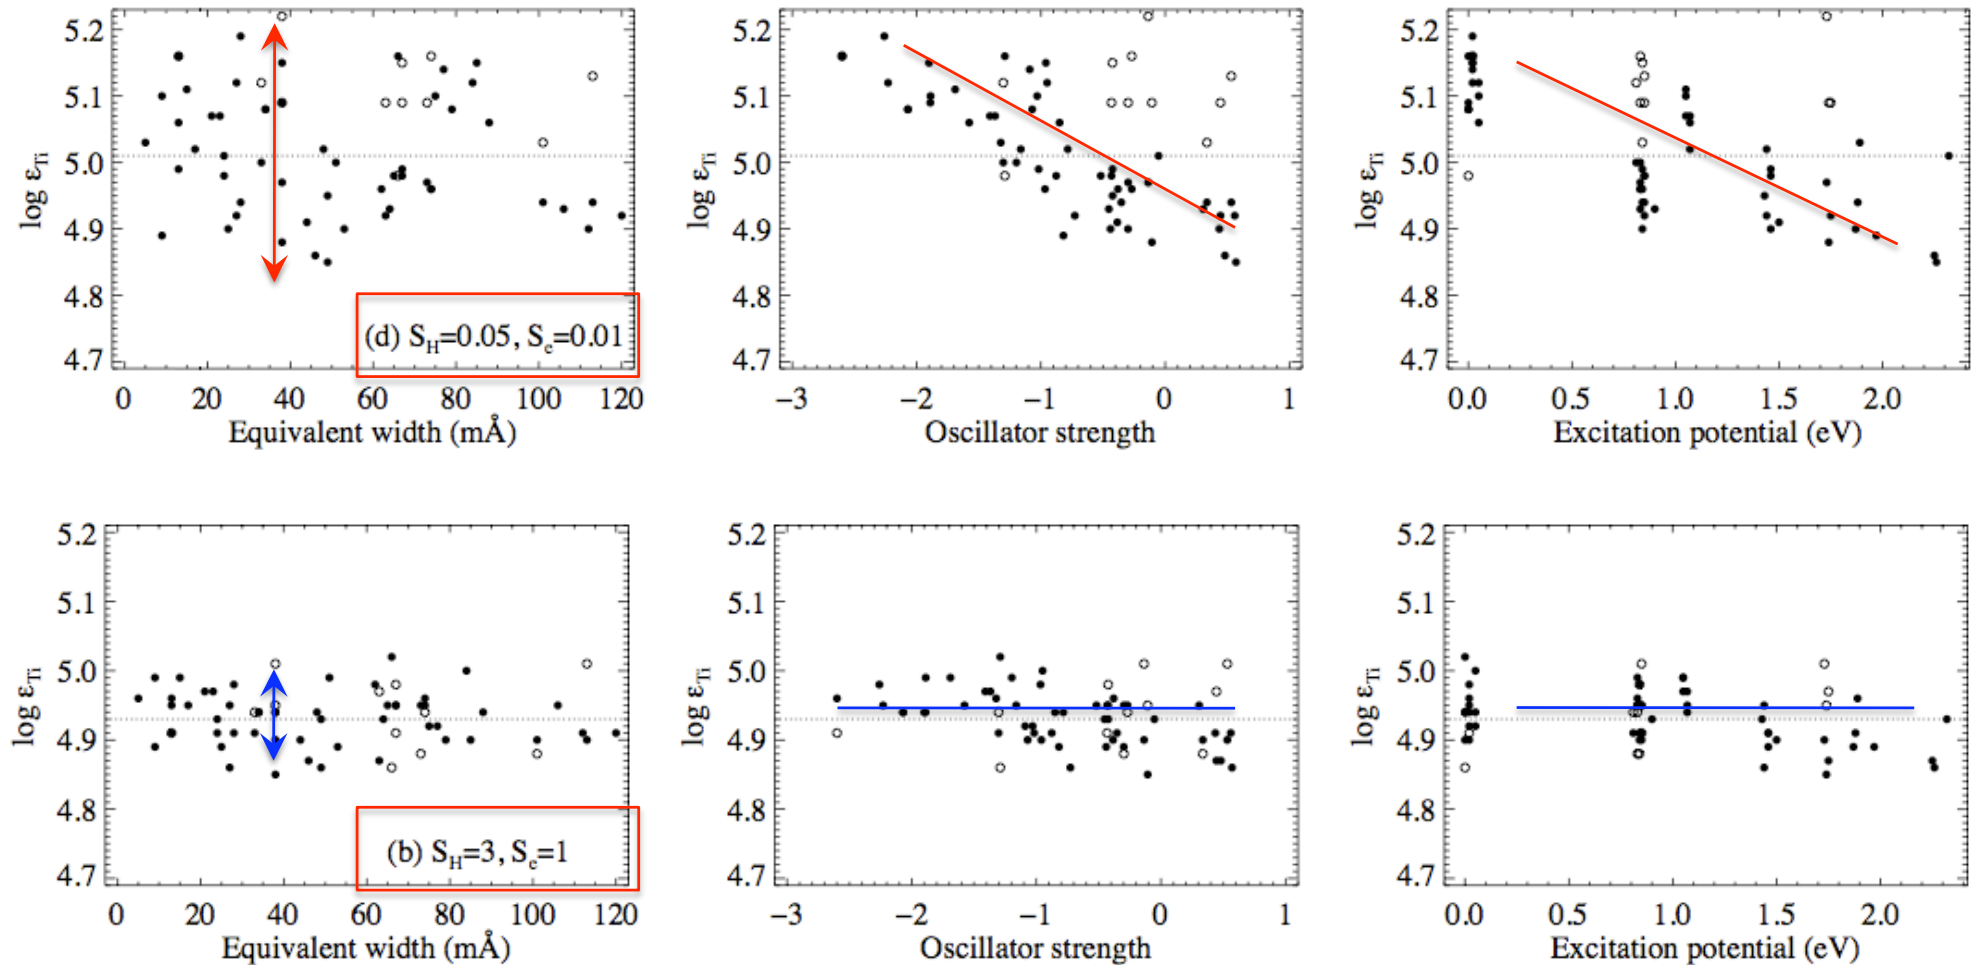 5.2
5.1
5.0
4.9
4.8
4.7
log εTi
(d) SH=0.05, Se=0.01
0 20 40 60 80 100 120
Equivalent width (mÅ)
5.2
5.1
5.0
4.9
4.8
4.7
log εTi
−3 −2 −1 0 1
Oscillator strength
5.2
5.1
5.0
4.9
4.8
4.7
log εTi
0.0 0.5 1.0 1.5 2.0
Excitation potential (eV)
5.2
5.1
5.0
4.9
4.8
4.7
log εTi
(b) SH=3, Se=1
0 20 40 60 80 100 120
Equivalent width (mÅ)
5.2
5.1
5.0
4.9
4.8
4.7
log εTi
−3 −2 −1 0 1
Oscillator strength
5.2
5.1
5.0
4.9
4.8
4.7
log εTi
0.0 0.5 1.0 1.5 2.0
Excitation potential (eV)